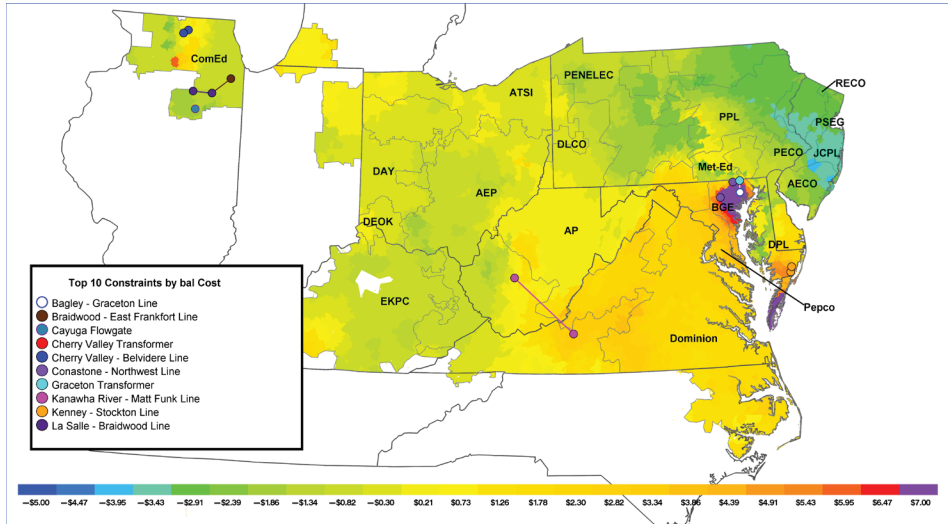 ComEd
PENELEC
RECO
ATSI
PPL
PSEG
DLCO
PECO
JCPL
Met-Ed
DAY
AECO
AEP
BGE
DEOK
AP
DPL
EKPC
Pepco
Dominion
Top 10 Constraints by bal Cost
Bagley - Graceton Line
Braidwood - East Frankfort Line
Cayuga Flowgate
Cherry Valley Transformer
Cherry Valley - Belvidere Line
Conastone - Northwest Line
Graceton Transformer
Kanawha River - Matt Funk Line
Kenney - Stockton Line
La Salle - Braidwood Line
−$5.00 −$4.47 −$3.95 −$3.43 −$2.91 −$2.39 −$1.86 −$1.34 −$0.82 −$0.30 $0.21 $0.73 $1.26 $1.78 $2.30 $2.82 $3.34 $3.86 $4.39 $4.91 $5.43 $5.95 $6.47 $7.00